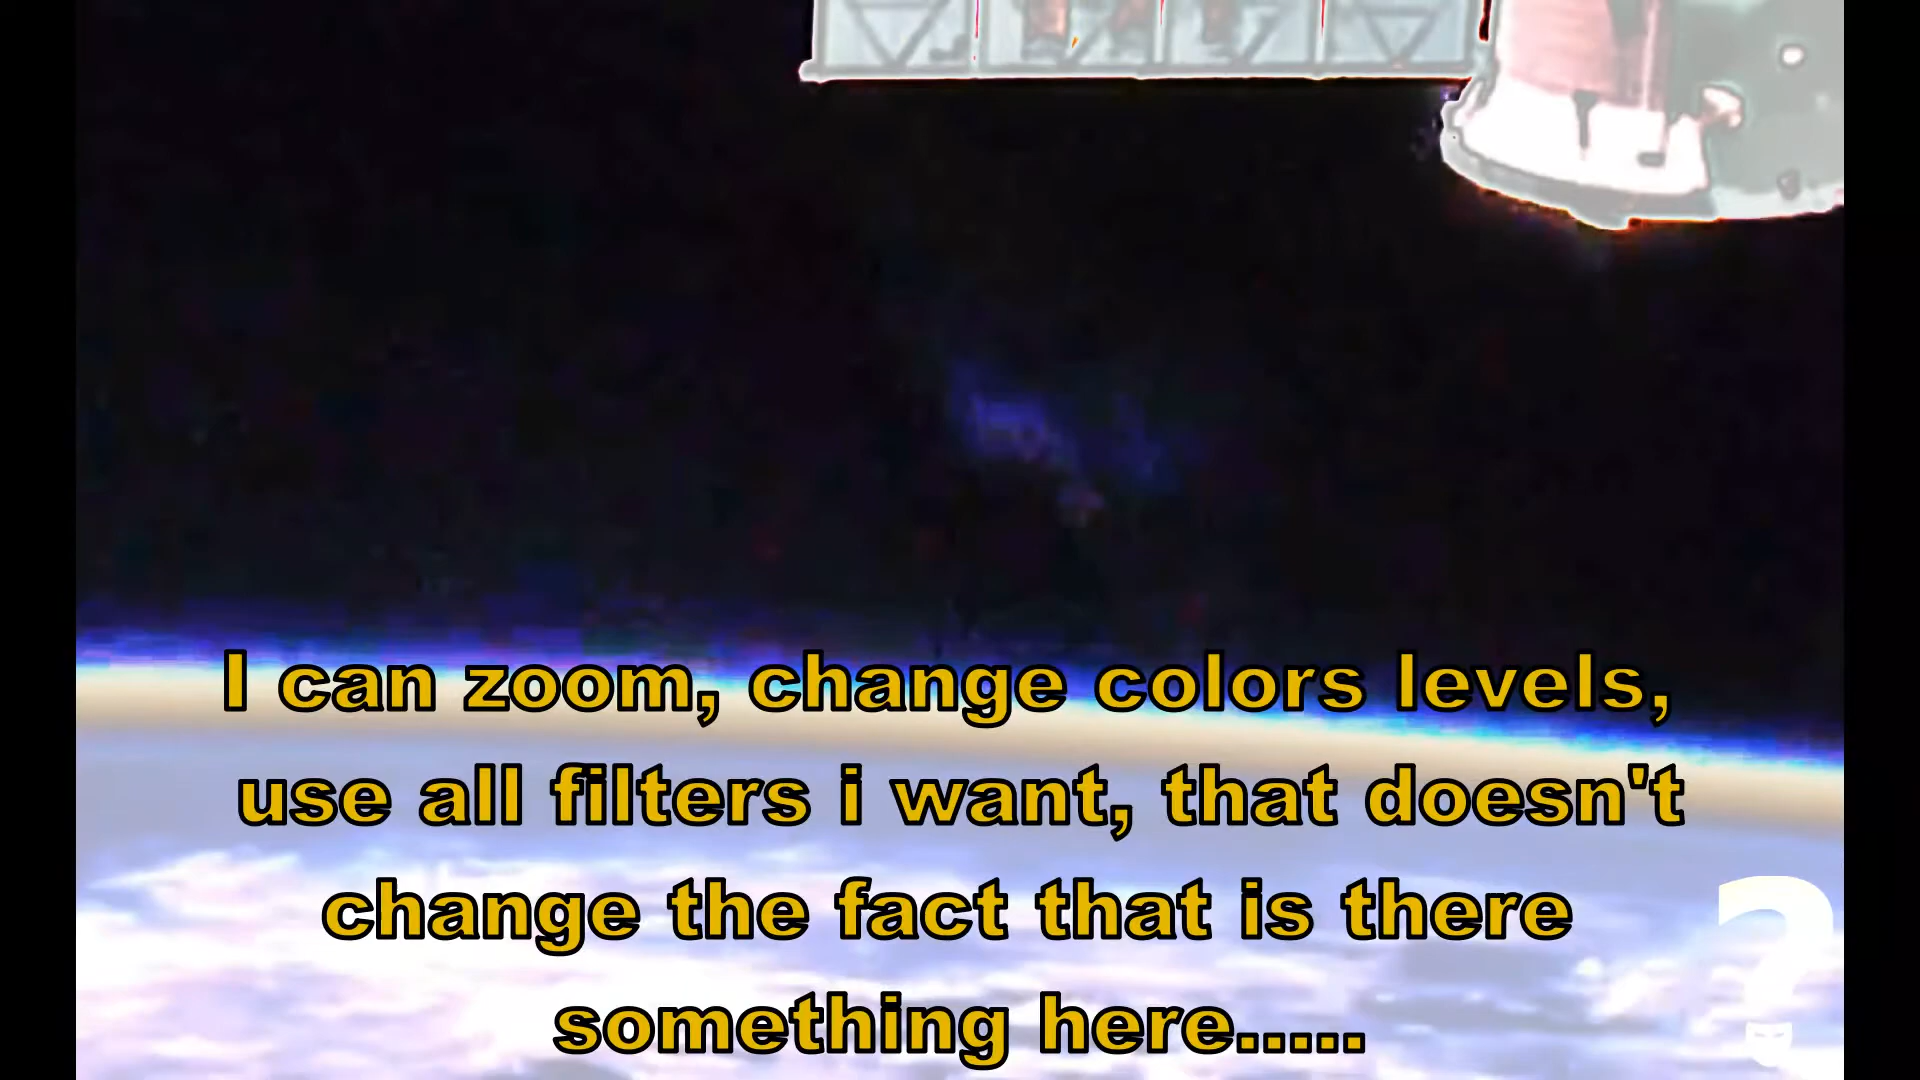 I can zoom, change colors levels,
use all filters i want, that doesn't
change the fact that is there
something here.....
?